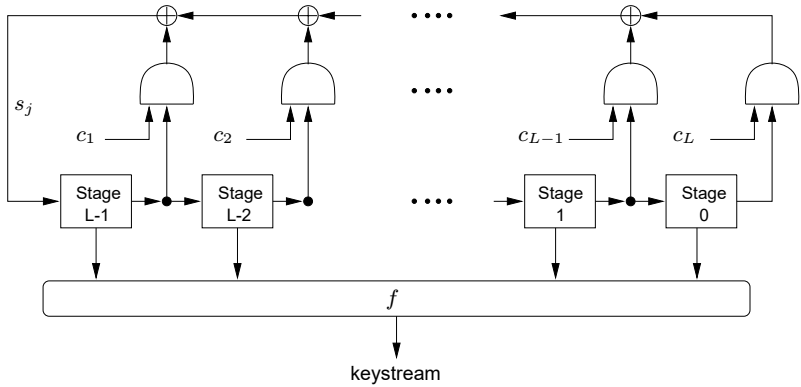 s_j
c_1
c_2
c_{L-1}
c_L
Stage
L-1
Stage
L-2
Stage
1
Stage
0
f
keystream